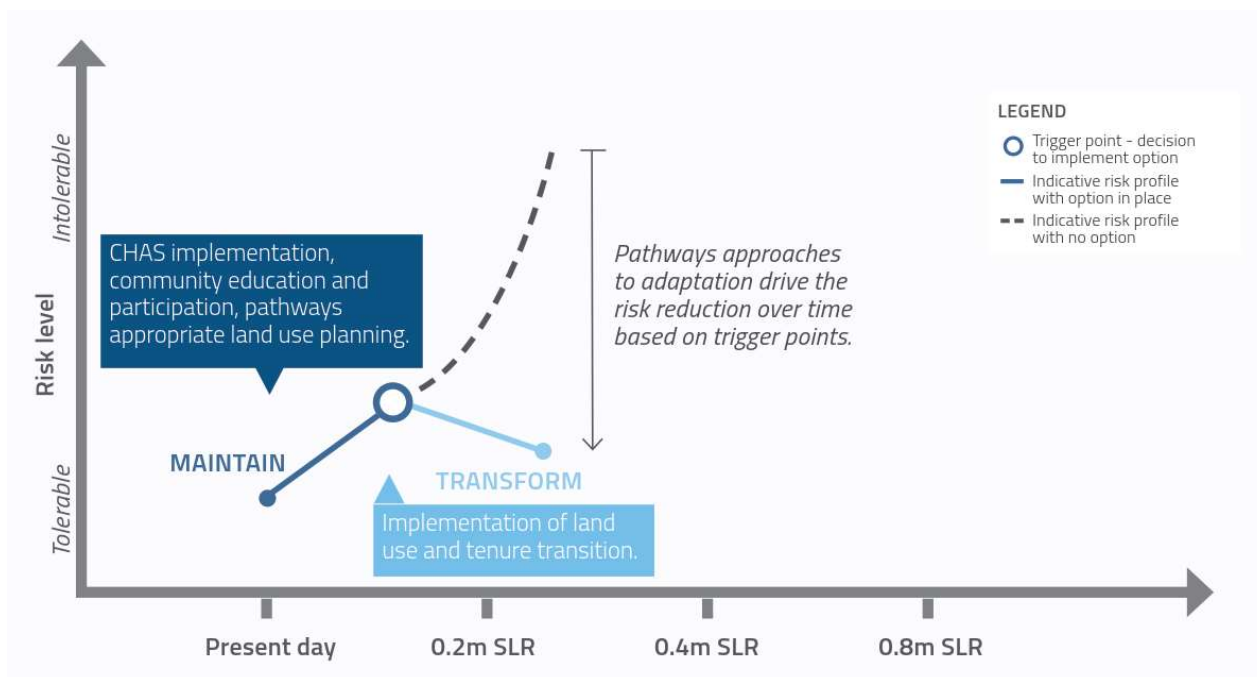 Intolerable
Risk level
Tolerable
CHAS implementation,
community education and
participation, pathways
appropriate land use planning.
MAINTAIN
TRANSFORM
Implementation of land
use and tenure transition.
Pathways approaches
to adaptation drive the
risk reduction over time
based on trigger points.
LEGEND
Trigger point - decision
to implement option
Indicative risk profile
with option in place
Indicative risk profile
with no option
Present day
0.2m SLR
0.4m SLR
0.8m SLR